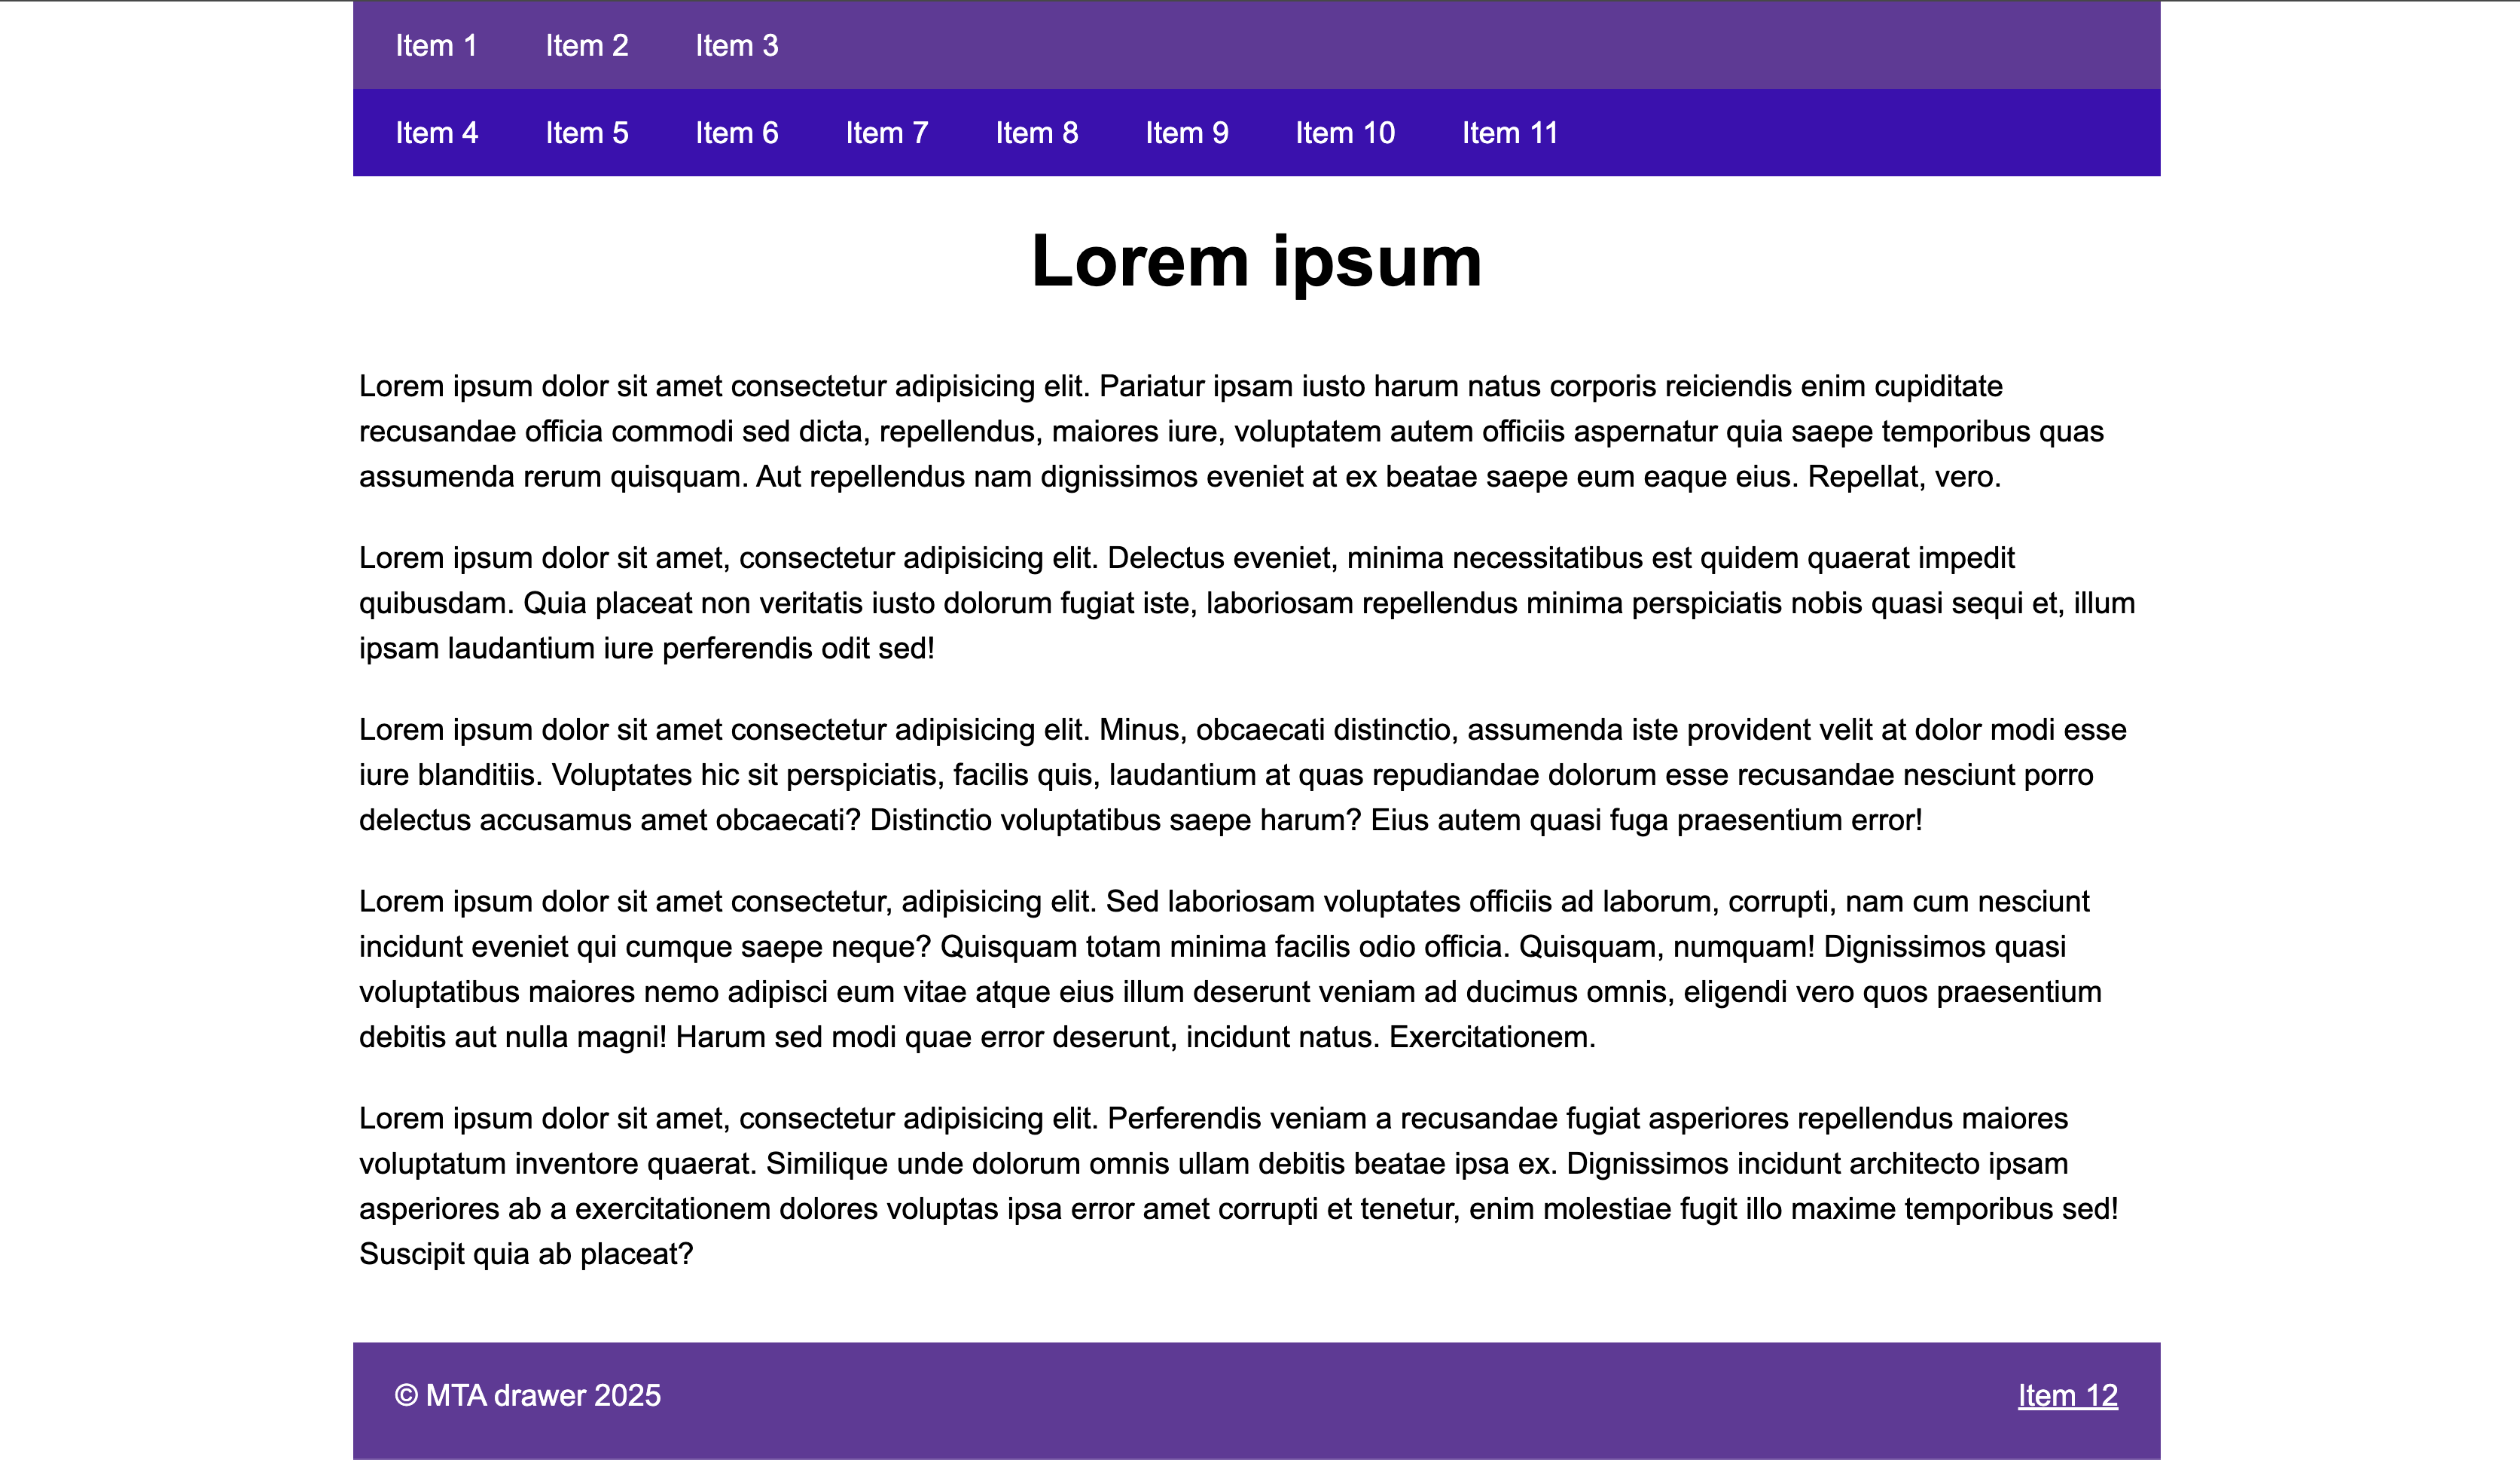 Item 1 Item 2 Item 3
Item 4 Item 5 Item 6 Item 7 Item 8 Item 9 Item 10 Item 11
Lorem ipsum
Lorem ipsum dolor sit amet consectetur adipisicing elit. Pariatur ipsam iusto harum natus corporis reiciendis enim cupiditate
recusandae officia commodi sed dicta, repellendus, maiores iure, voluptatem autem officiis aspernatur quia saepe temporibus quas
assumenda rerum quisquam. Aut repellendus nam dignissimos eveniet at ex beatae saepe eum eaque eius. Repellat, vero.
Lorem ipsum dolor sit amet, consectetur adipisicing elit. Delectus eveniet, minima necessitatibus est quidem quaerat impedit
quibusdam. Quia placeat non veritatis iusto dolorum fugiat iste, laboriosam repellendus minima perspiciatis nobis quasi sequi et, illum
ipsam laudantium iure perferendis odit sed!
Lorem ipsum dolor sit amet consectetur adipisicing elit. Minus, obcaecati distinctio, assumenda iste provident velit at dolor modi esse
iure blanditiis. Voluptates hic sit perspiciatis, facilis quis, laudantium at quas repudiandae dolorum esse recusandae nesciunt porro
delectus accusamus amet obcaecati? Distinctio voluptatibus saepe harum? Eius autem quasi fuga praesentium error!
Lorem ipsum dolor sit amet consectetur, adipisicing elit. Sed laboriosam voluptates officiis ad laborum, corrupti, nam cum nesciunt
incidunt eveniet qui cumque saepe neque? Quisquam totam minima facilis odio officia. Quisquam, numquam! Dignissimos quasi
voluptatibus maiores nemo adipisci eum vitae atque eius illum deserunt veniam ad ducimus omnis, eligendi vero quos praesentium
debitis aut nulla magni! Harum sed modi quae error deserunt, incidunt natus. Exercitationem.
Lorem ipsum dolor sit amet, consectetur adipisicing elit. Perferendis veniam a recusandae fugiat asperiores repellendus maiores
voluptatum inventore quaerat. Similique unde dolorum omnis ullam debitis beatae ipsa ex. Dignissimos incidunt architecto ipsam
asperiores ab a exercitationem dolores voluptas ipsa error amet corrupti et tenetur, enim molestiae fugit illo maxime temporibus sed!
Suscipit quia ab placeat?
© MTA drawer 2025 Item 12